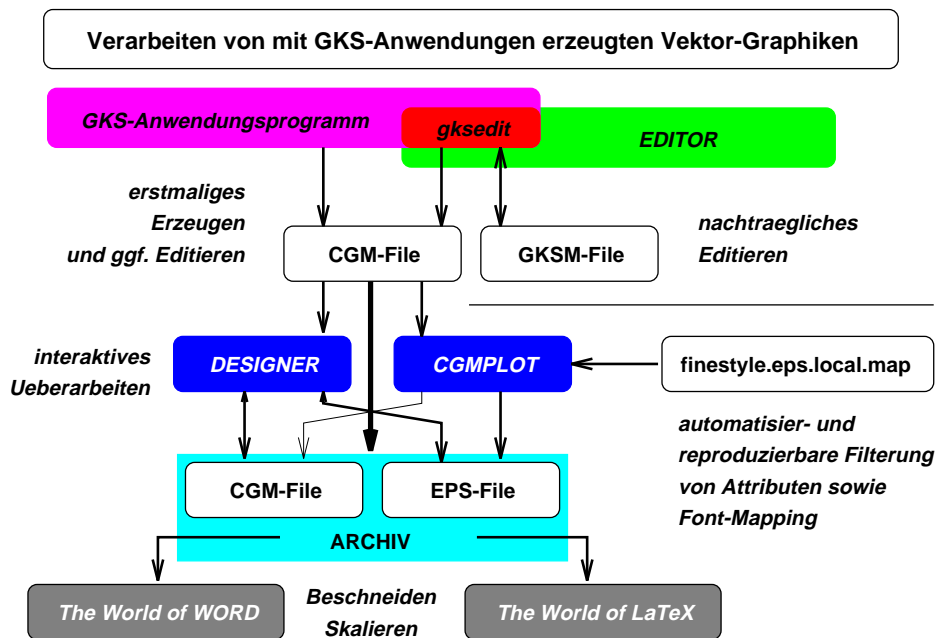 Verarbeiten von mit GKS-Anwendungen erzeugten Vektor-Graphiken
GKS-Anwendungsprogramm
gksedit
EDITOR
erstmaliges
Erzeugen
und ggf. Editieren
CGM-File
GKSM-File
nachtraegliches
Editieren
interaktives
Ueberarbeiten
DESIGNER
CGMPLOT
finestyle.eps.local.map
automatisier- und
reproduzierbare Filterung
von Attributen sowie
Font-Mapping
CGM-File
EPS-File
ARCHIV
The World of WORD
Beschneiden
Skalieren
The World of LaTeX